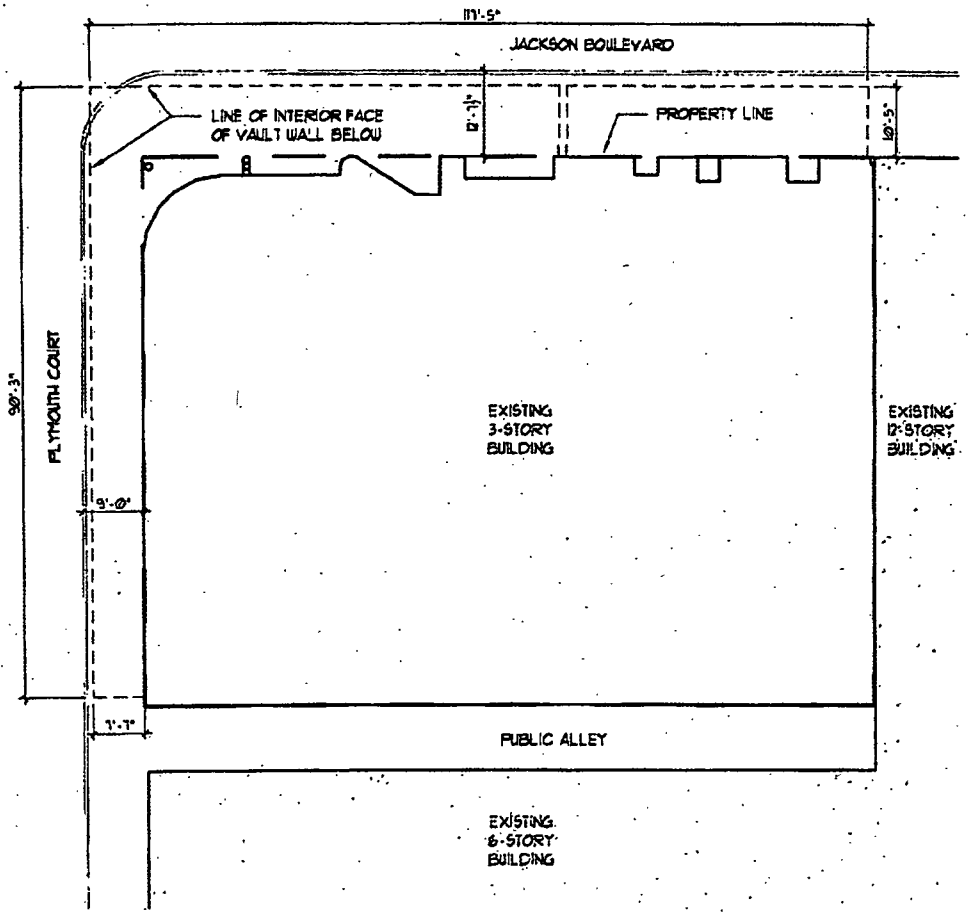 117'-5"
JACKSON BOULEVARD
LINE OF INTERIOR FACE
OF VAULT WALL BELOW
12'-7½"
PROPERTY LINE
10'-5"
PLYMOUTH COURT
90'-3"
EXISTING
3-STORY
BUILDING
EXISTING
12-STORY
BUILDING
9'-0"
7'-7"
PUBLIC ALLEY
EXISTING
6-STORY
BUILDING